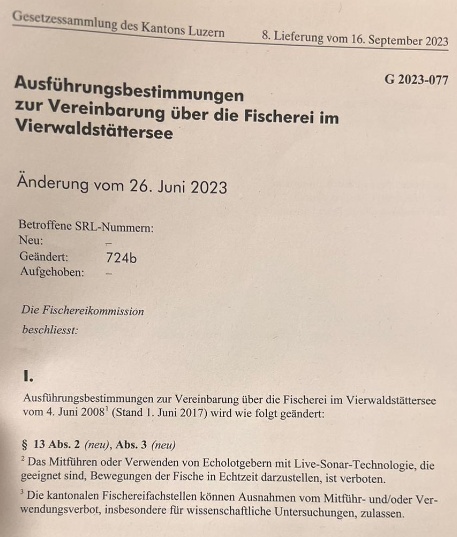 Gesetzessammlung des Kantons Luzern 8. Lieferung vom 16. September 2023
G 2023-077
Ausführungsbestimmungen
zur Vereinbarung über die Fischerei im
Vierwaldstättersee
Änderung vom 26. Juni 2023
Betroffene SRL-Nummern:
Neu: –
Geändert: 724b
Aufgehoben: –
Die Fischereikommission
beschliesst:
I.
Ausführungsbestimmungen zur Vereinbarung über die Fischerei im Vierwaldstättersee
vom 4. Juni 2008¹ (Stand 1. Juni 2017) wird wie folgt geändert:
§ 13 Abs. 2 (neu), Abs. 3 (neu)
² Das Mitführen oder Verwenden von Echolotgebern mit Live-Sonar-Technologie, die
geeignet sind, Bewegungen der Fische in Echtzeit darzustellen, ist verboten.
³ Die kantonalen Fischereifachstellen können Ausnahmen vom Mitführ- und/oder Ver-
wendungsverbot, insbesondere für wissenschaftliche Untersuchungen, zulassen.